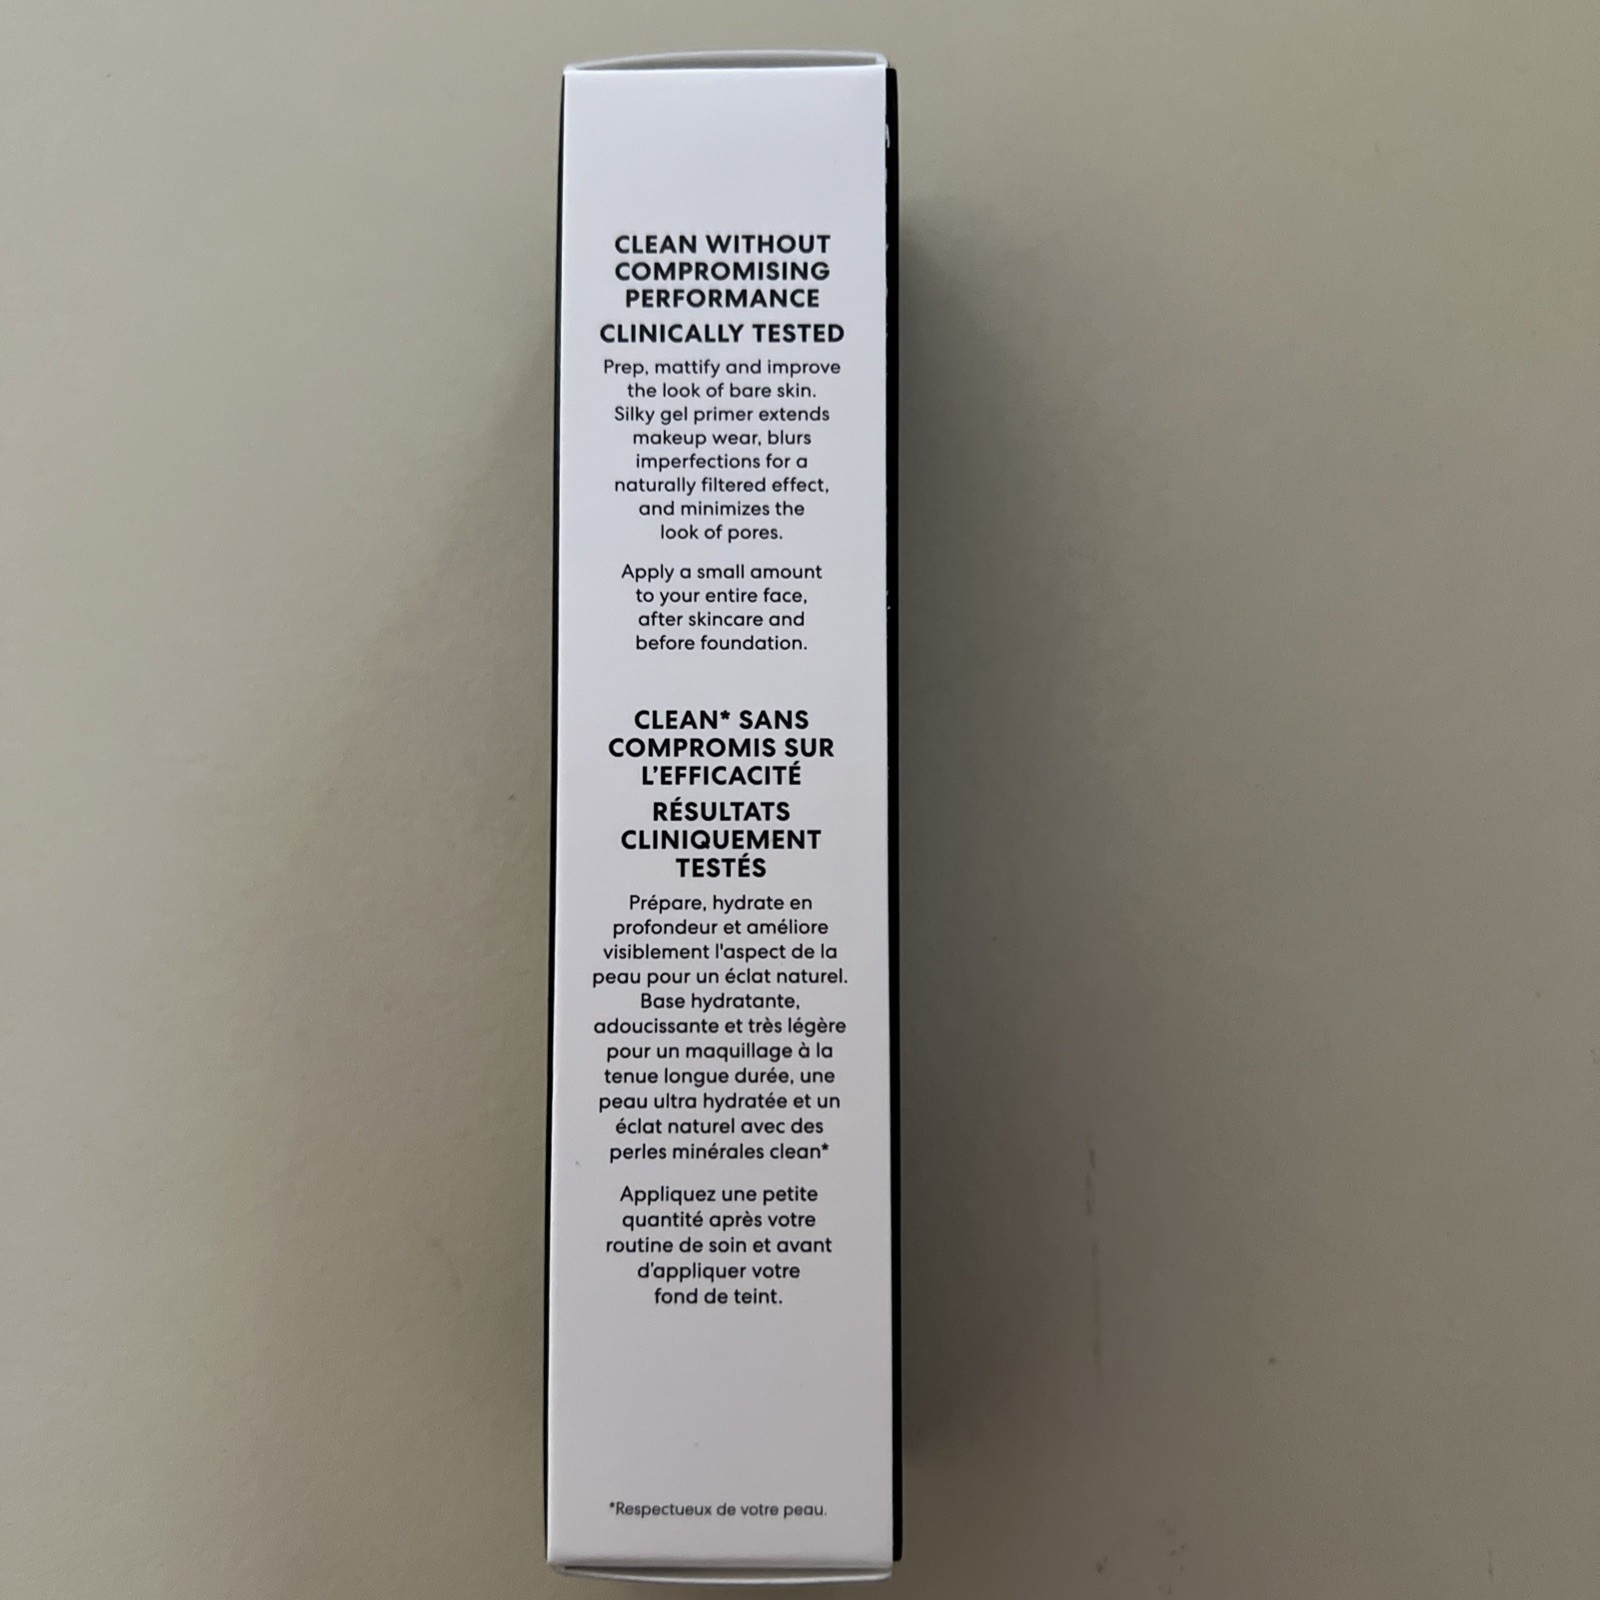 CLEAN WITHOUT
COMPROMISING
PERFORMANCE
CLINICALLY TESTED
Prep, mattify and improve
the look of bare skin.
Silky gel primer extends
makeup wear, blurs
imperfections for a
naturally filtered effect,
and minimizes the
look of pores.
Apply a small amount
to your entire face,
after skincare and
before foundation.
CLEAN* SANS
COMPROMIS SUR
L'EFFICACITÉ
RÉSULTATS
CLINIQUEMENT
TESTÉS
Prépare, hydrate en
profondeur et améliore
visiblement l'aspect de la
peau pour un éclat naturel.
Base hydratante,
adoucissante et très légère
pour un maquillage à la
tenue longue durée, une
peau ultra hydratée et un
éclat naturel avec des
perles minérales clean*
Appliquez une petite
quantité après votre
routine de soin et avant
d'appliquer votre
fond de teint.
*Respectueux de votre peau.